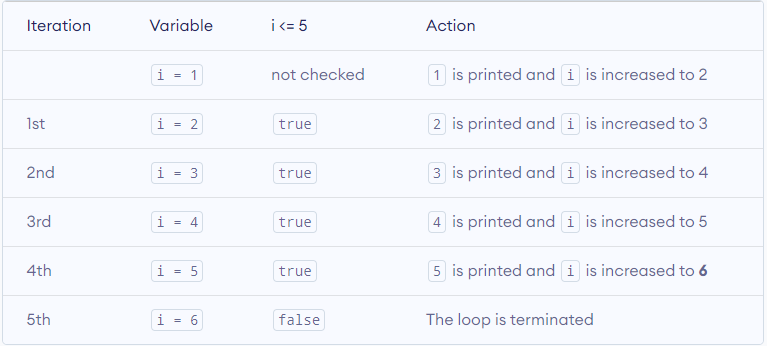 Iteration Variable i <= 5 Action
i = 1 not checked 1 is printed and i is increased to 2
1st i = 2 true 2 is printed and i is increased to 3
2nd i = 3 true 3 is printed and i is increased to 4
3rd i = 4 true 4 is printed and i is increased to 5
4th i = 5 true 5 is printed and i is increased to 6
5th i = 6 false The loop is terminated